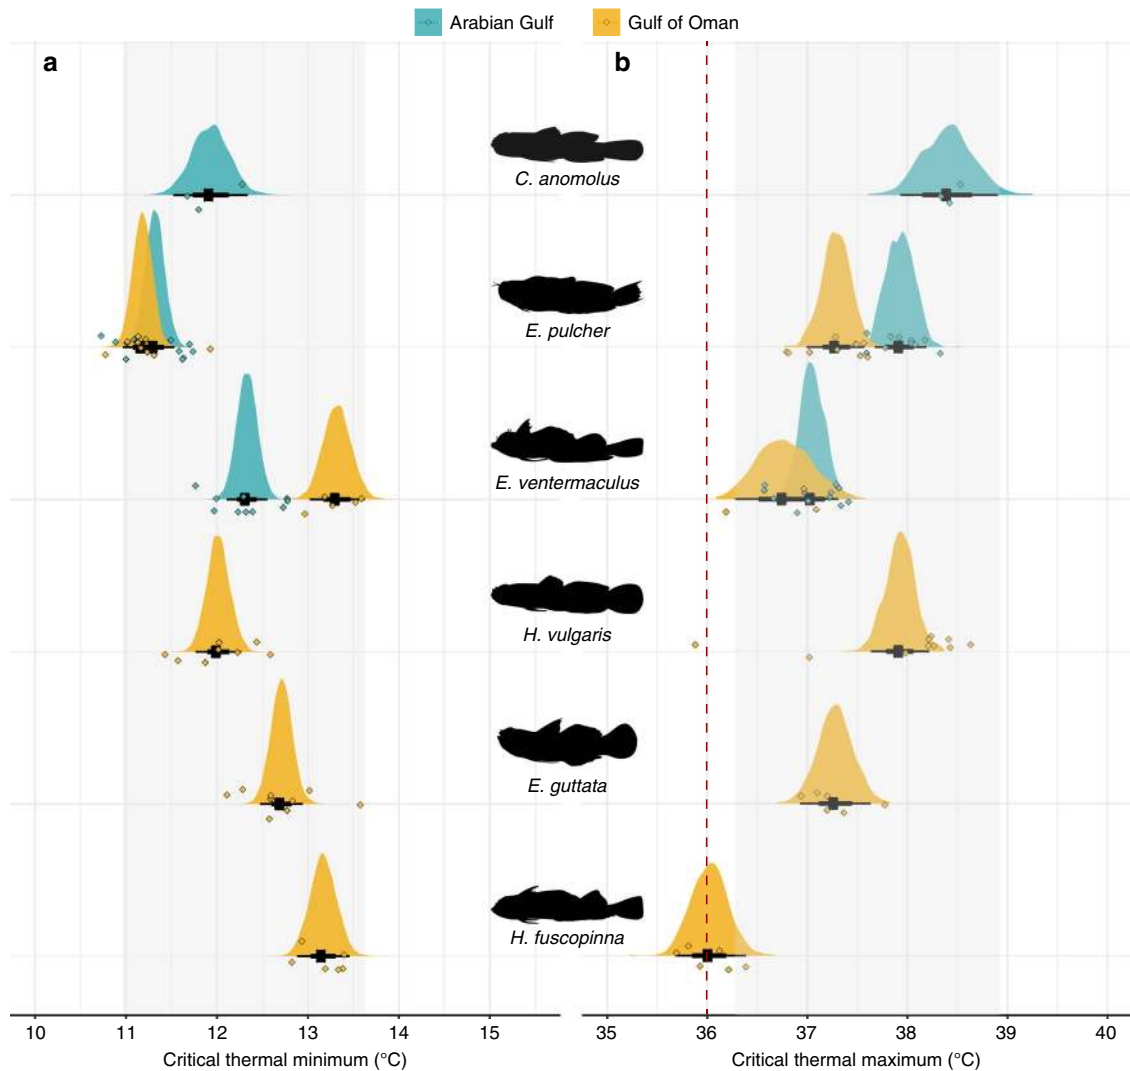 Arabian Gulf Gulf of Oman
a b
C. anomolus
E. pulcher
E. ventermaculus
H. vulgaris
E. guttata
H. fuscopinna
10 11 12 13 14 15 35 36 37 38 39 40
Critical thermal minimum (°C) Critical thermal maximum (°C)